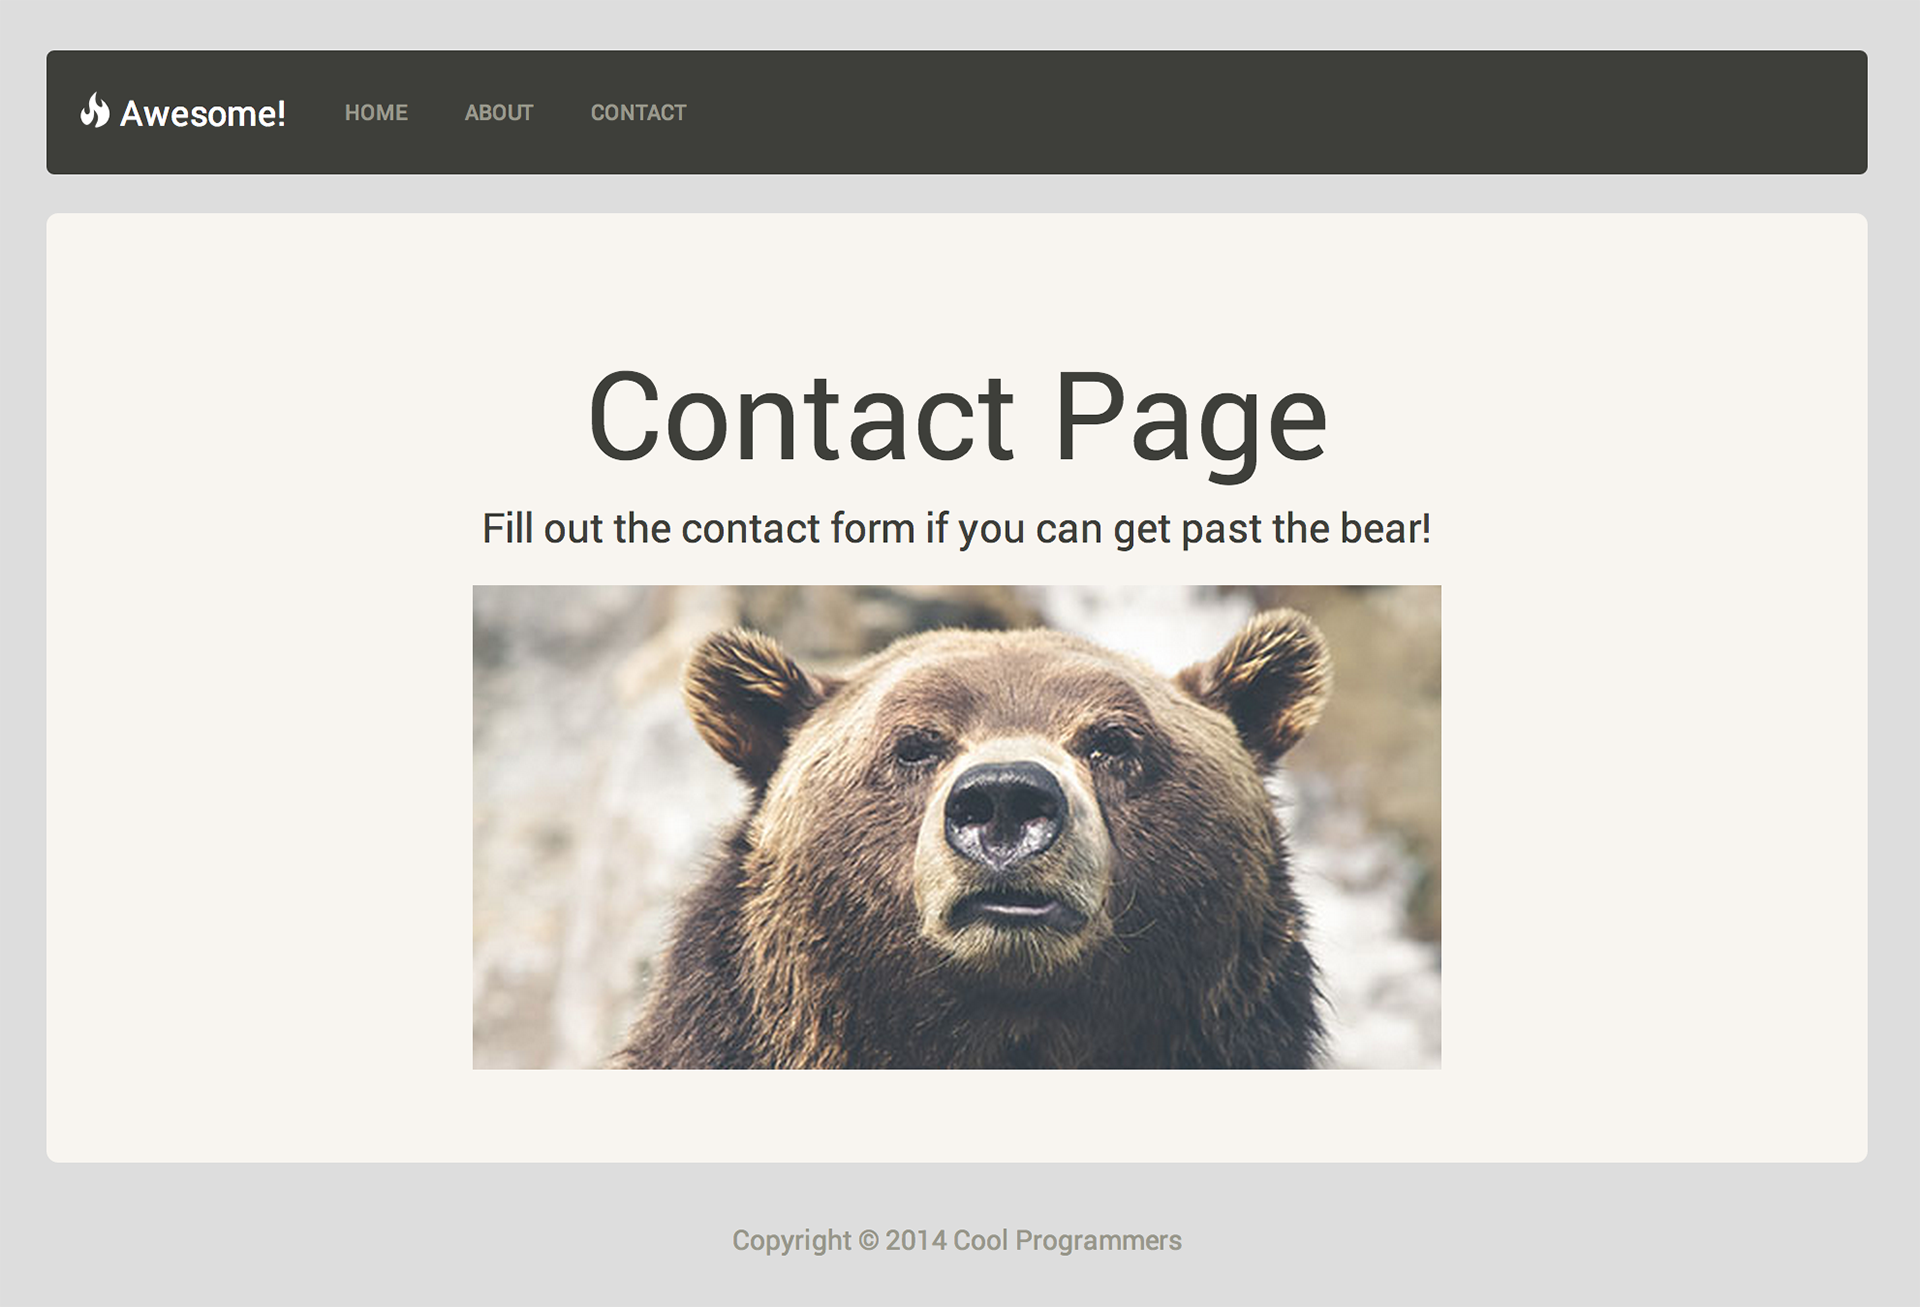 Awesome!
HOME
ABOUT
CONTACT
Contact Page
Fill out the contact form if you can get past the bear!
Copyright © 2014 Cool Programmers